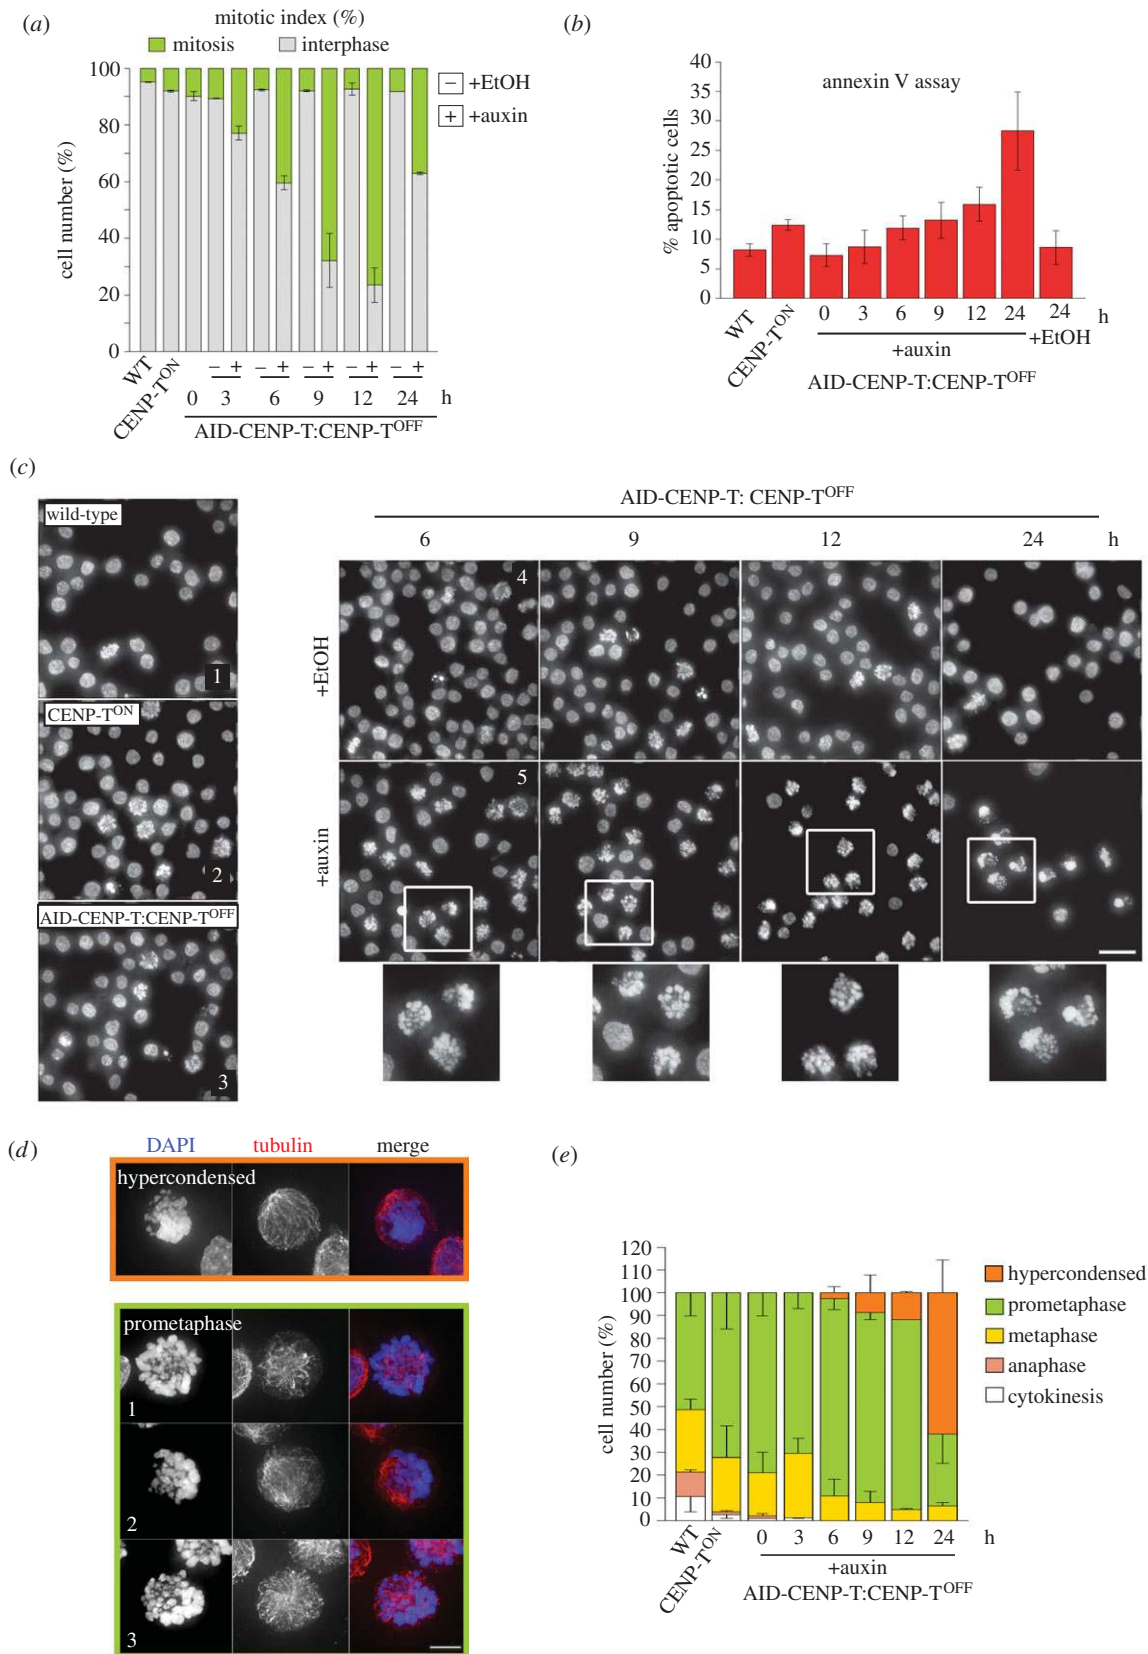 (a)
mitotic index (%)
mitosis interphase
100
80
60
40
20
0
cell number (%)
– +EtOH
+ +auxin
WT
CENP-T^ON
– + – + – + – + – +
0 3 6 9 12 24 h
AID-CENP-T:CENP-T^OFF
(b)
annexin V assay
40
35
30
25
20
15
10
5
0
% apoptotic cells
WT
CENP-T^ON
0 3 6 9 12 24 24 h
+auxin
+EtOH
AID-CENP-T:CENP-T^OFF
(c)
wild-type
1
CENP-T^ON
2
AID-CENP-T:CENP-T^OFF
3
AID-CENP-T: CENP-T^OFF
6 9 12 24 h
+EtOH
4
+auxin
5
(d)
DAPI tubulin merge
hypercondensed
prometaphase
1
2
3
(e)
120
110
100
90
80
70
60
50
40
30
20
10
0
cell number (%)
hypercondensed
prometaphase
metaphase
anaphase
cytokinesis
WT
CENP-T^ON
0 3 6 9 12 24 h
+auxin
AID-CENP-T:CENP-T^OFF